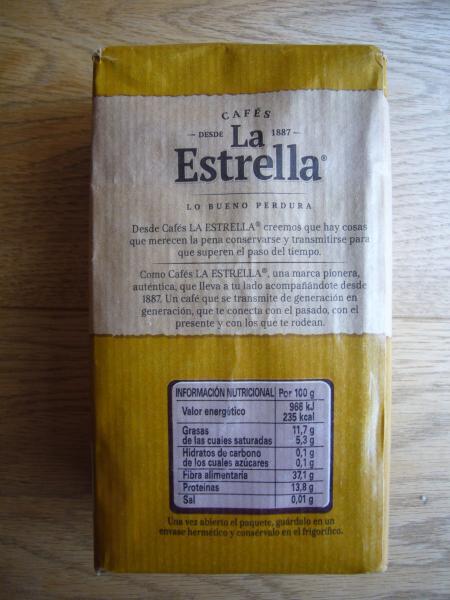 CAFÉS
DESDE La 1887
Estrella®
LO BUENO PERDURA
Desde Cafés LA ESTRELLA® creemos que hay cosas
que merecen la pena conservarse y transmitirse para
que superen el paso del tiempo.
Como Cafés LA ESTRELLA®, una marca pionera,
auténtica, que lleva a tu lado acompañándote desde
1887. Un café que se transmite de generación en
generación, que te conecta con el pasado, con el
presente y con los que te rodean.
INFORMACIÓN NUTRICIONAL Por 100 g
Valor energético 968 kJ
235 kcal
Grasas 11,7 g
de las cuales saturadas 5,3 g
Hidratos de carbono 0,1 g
de los cuales azúcares 0,1 g
Fibra alimentaria 37,1 g
Proteínas 13,8 g
Sal 0,01 g
Una vez abierto el paquete, guárdalo en un
envase hermético y consérvalo en el frigorífico.